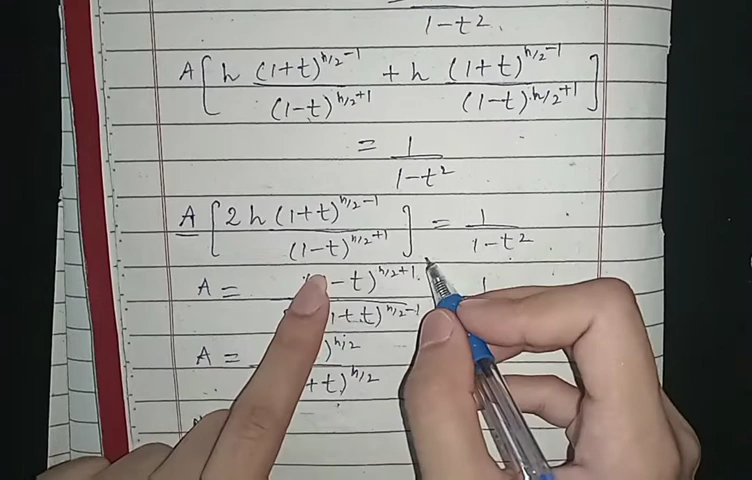 1-t²
A[ h (1+t)^(h/2-1) / (1-t)^(h/2+1) + h (1+t)^(h/2-1) / (1-t)^(h/2+1) ]
= 1 / (1-t²)
A[ 2h (1+t)^(h/2-1) / (1-t)^(h/2+1) ] = 1 / (1-t²)
A = -t)^(h/2+1) / +t)^(h/2-1) 1
A = )^(h/2) / +t)^(h/2)